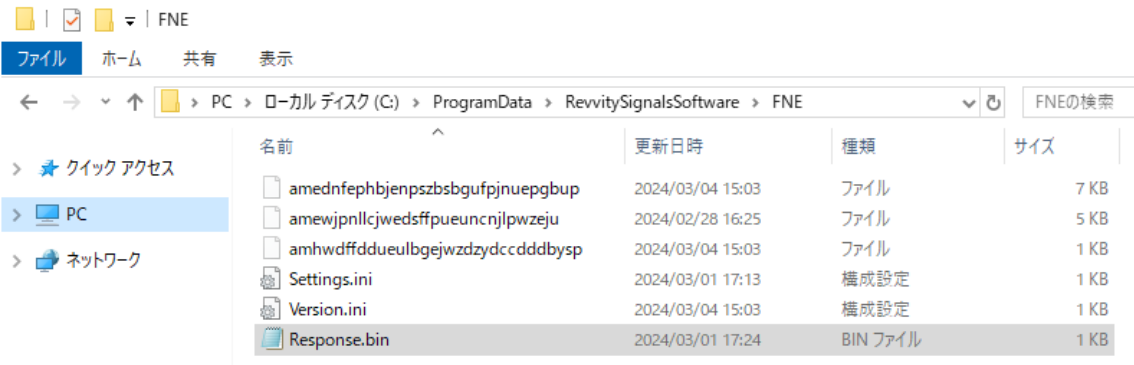 FNE
ファイル ホーム 共有 表示
PC ローカル ディスク (C:) ProgramData RevvitySignalsSoftware FNE FNEの検索
名前 更新日時 種類 サイズ
クイック アクセス
PC
ネットワーク
amednfephbjenpszbsbgufpjnuepgbup 2024/03/04 15:03 ファイル 7 KB
amewjpnllcjwedsffpueuncnjlpwzeju 2024/02/28 16:25 ファイル 5 KB
amhwdffddueulbgejwzdzydccdddbysp 2024/03/04 15:03 ファイル 1 KB
Settings.ini 2024/03/01 17:13 構成設定 1 KB
Version.ini 2024/03/04 15:03 構成設定 1 KB
Response.bin 2024/03/01 17:24 BIN ファイル 1 KB